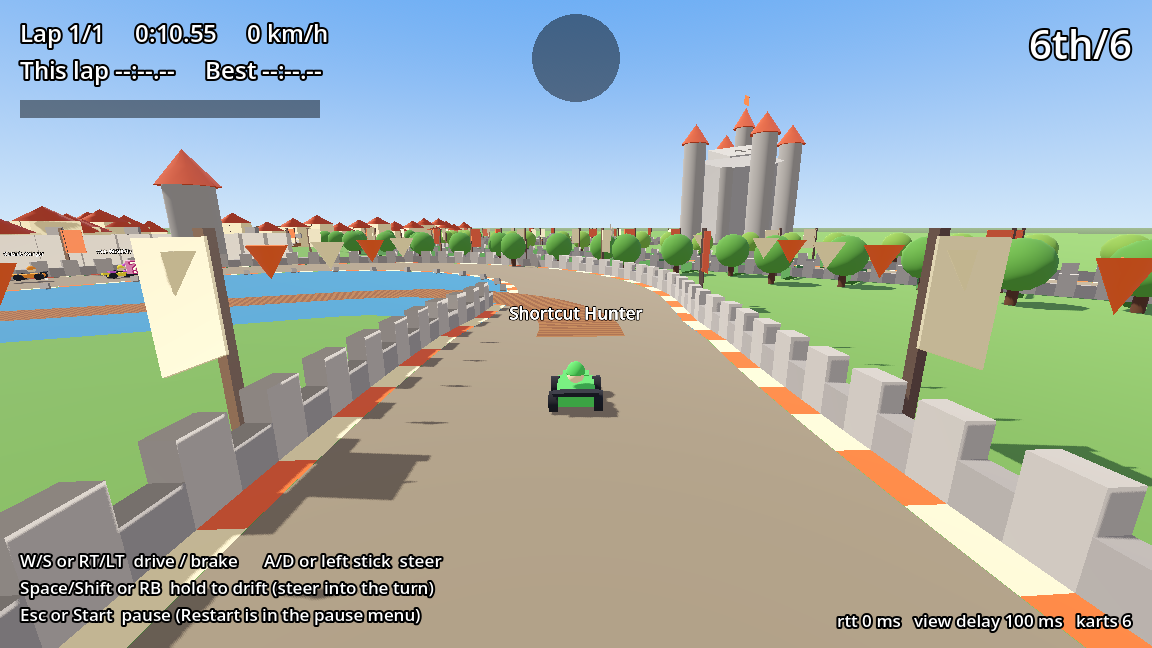 Lap 1/1 0:10.55 0 km/h
6th/6
This lap --:--.-- Best --:--.--
Shortcut Hunter
W/S or RT/LT drive / brake A/D or left stick steer
Space/Shift or RB hold to drift (steer into the turn)
Esc or Start pause (Restart is in the pause menu)
rtt 0 ms view delay 100 ms karts 6